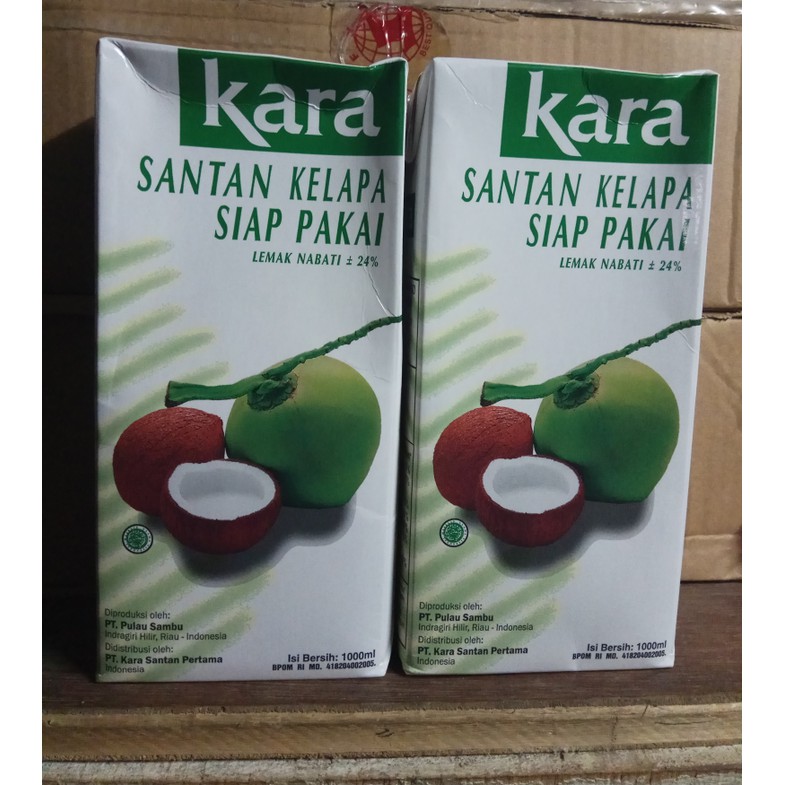 kara
SANTAN KELAPA
SIAP PAKAI
LEMAK NABATI ± 24%
Diproduksi oleh:
PT. Pulau Sambu
Indragiri Hilir, Riau - Indonesia
Didistribusi oleh:
PT. Kara Santan Pertama
Indonesia
Isi Bersih: 1000ml
BPOM RI MD. 418204002005.
kara
SANTAN KELAPA
SIAP PAKAI
LEMAK NABATI ± 24%
Diproduksi oleh:
PT. Pulau Sambu
Indragiri Hilir, Riau - Indonesia
Didistribusi oleh:
PT. Kara Santan Pertama
Indonesia
Isi Bersih: 1000ml
BPOM RI MD. 418204002005.